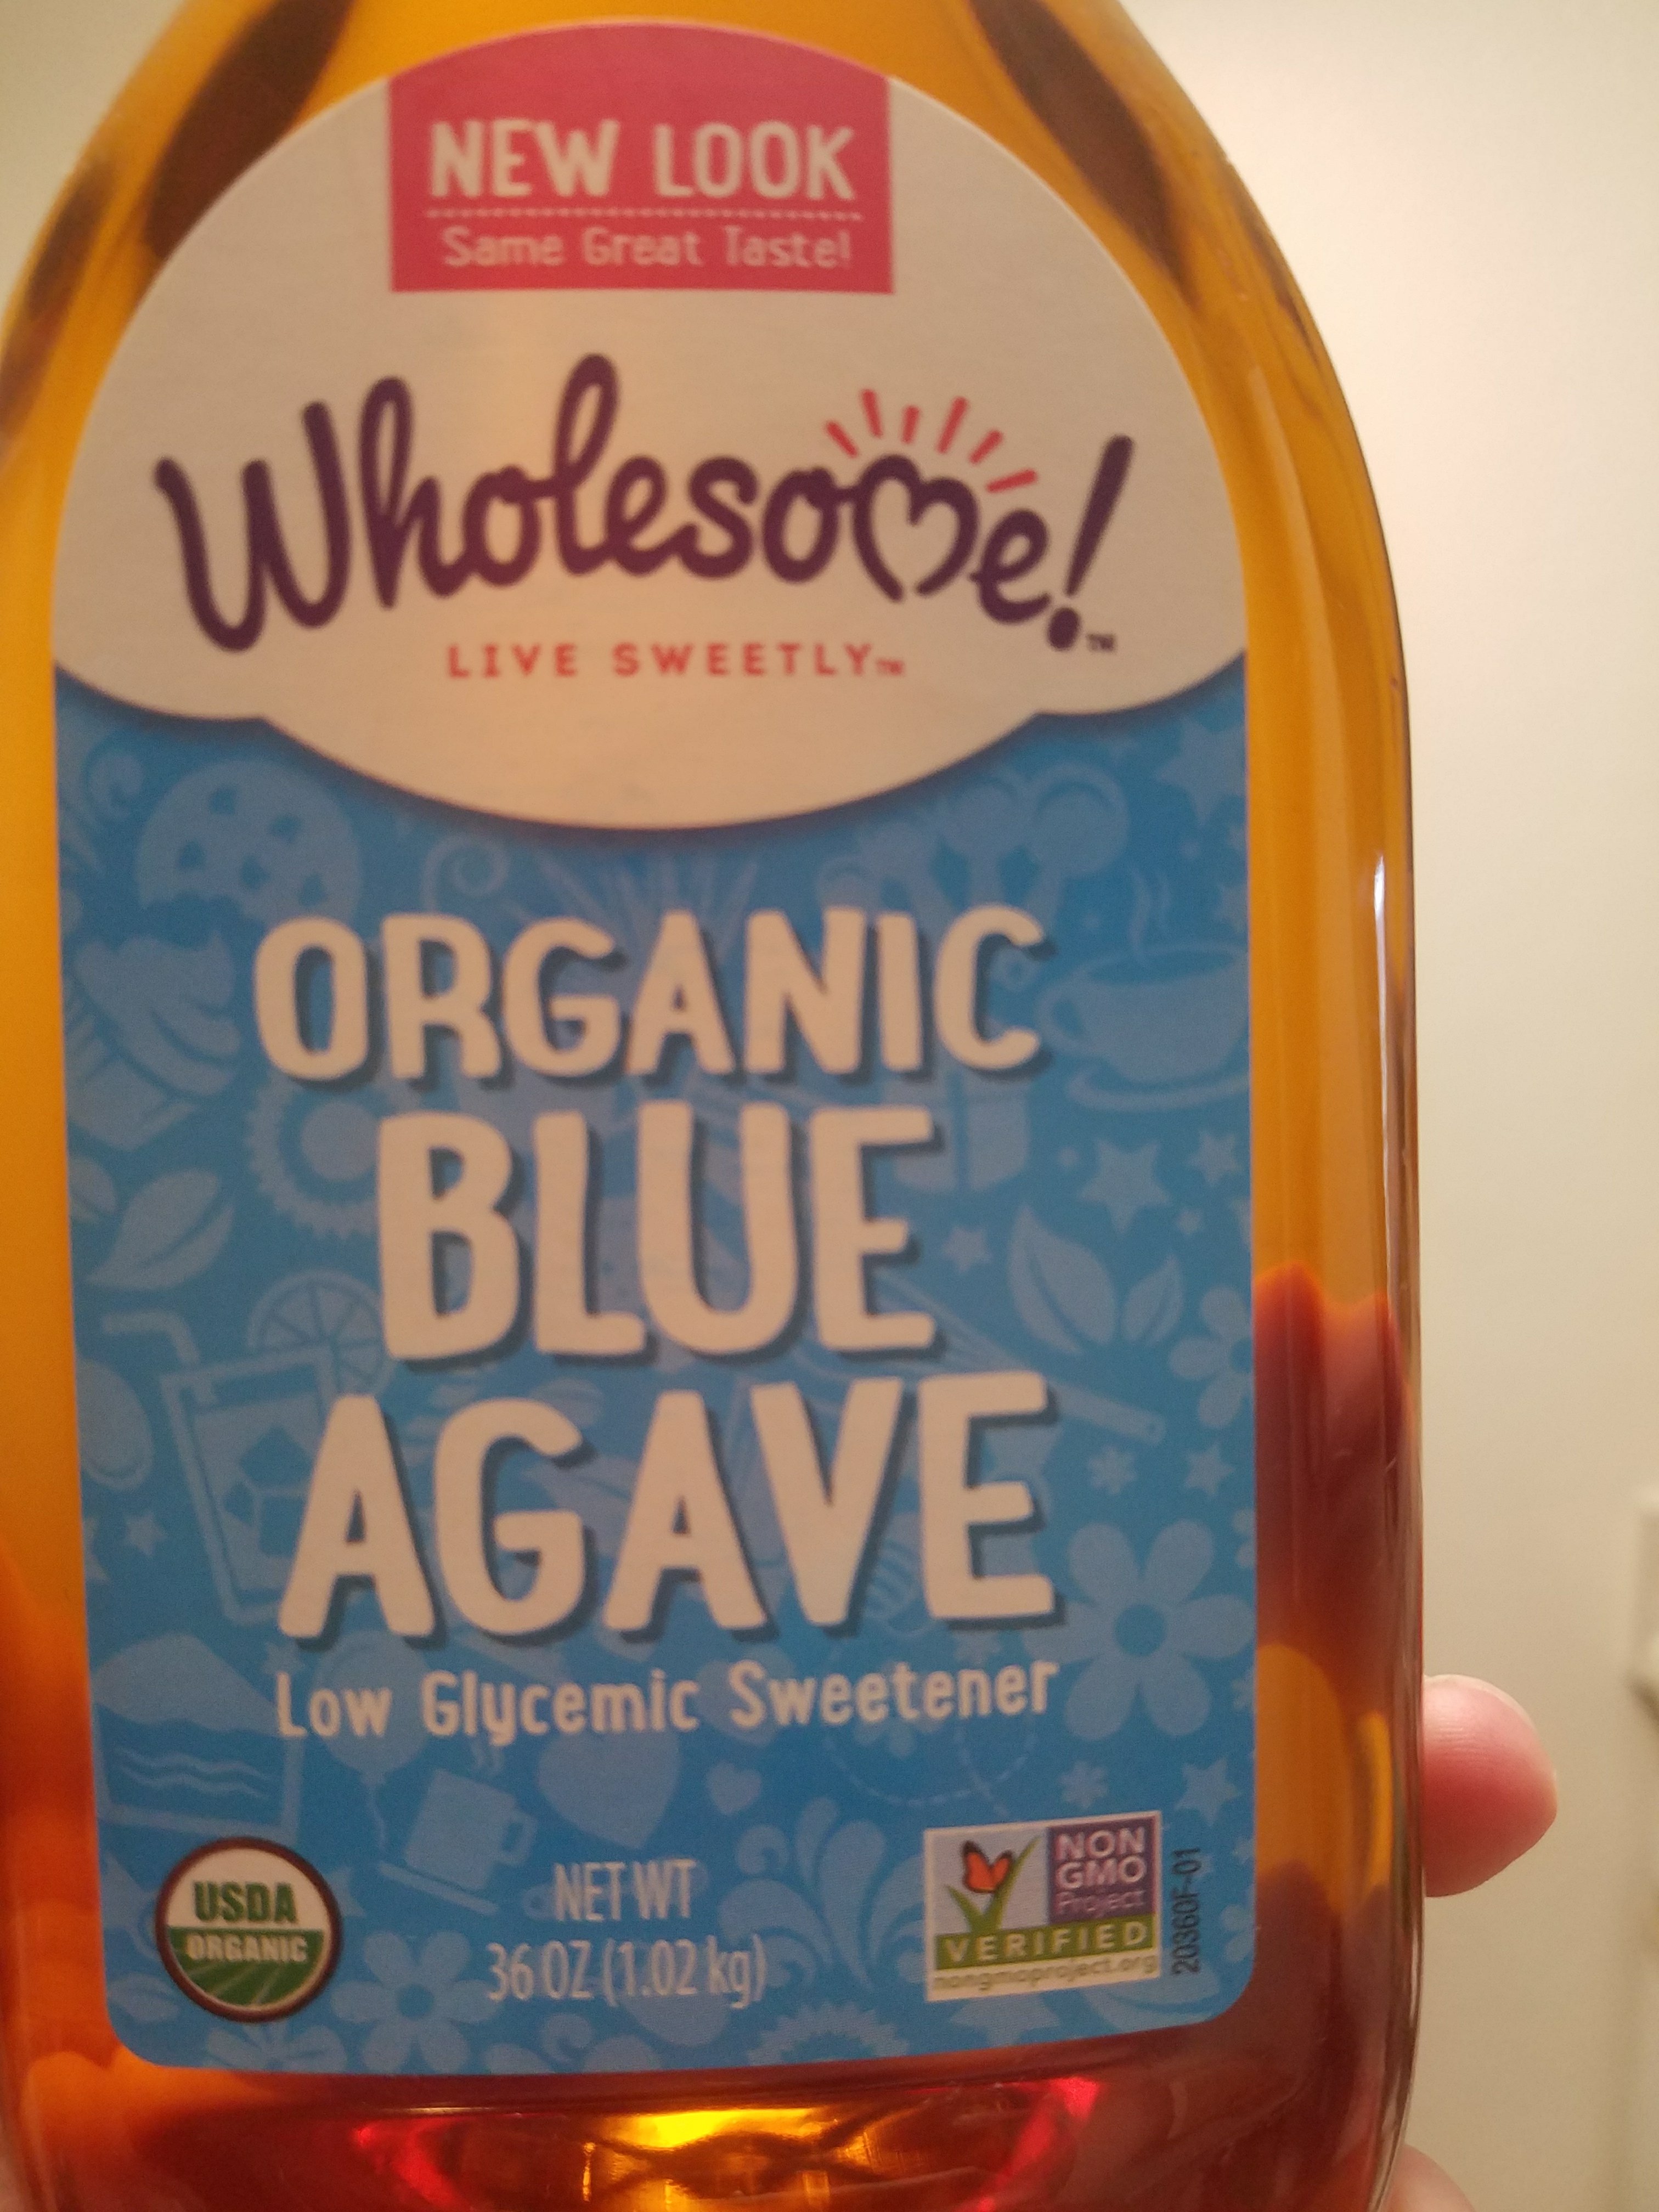 NEW LOOK
Same Great Taste!
Wholesome!™
LIVE SWEETLY™
ORGANIC
BLUE
AGAVE
Low Glycemic Sweetener
USDA
ORGANIC
NET WT
36 OZ (1.02 kg)
NON
GMO
Project
VERIFIED
nongmoproject.org
20360F-01